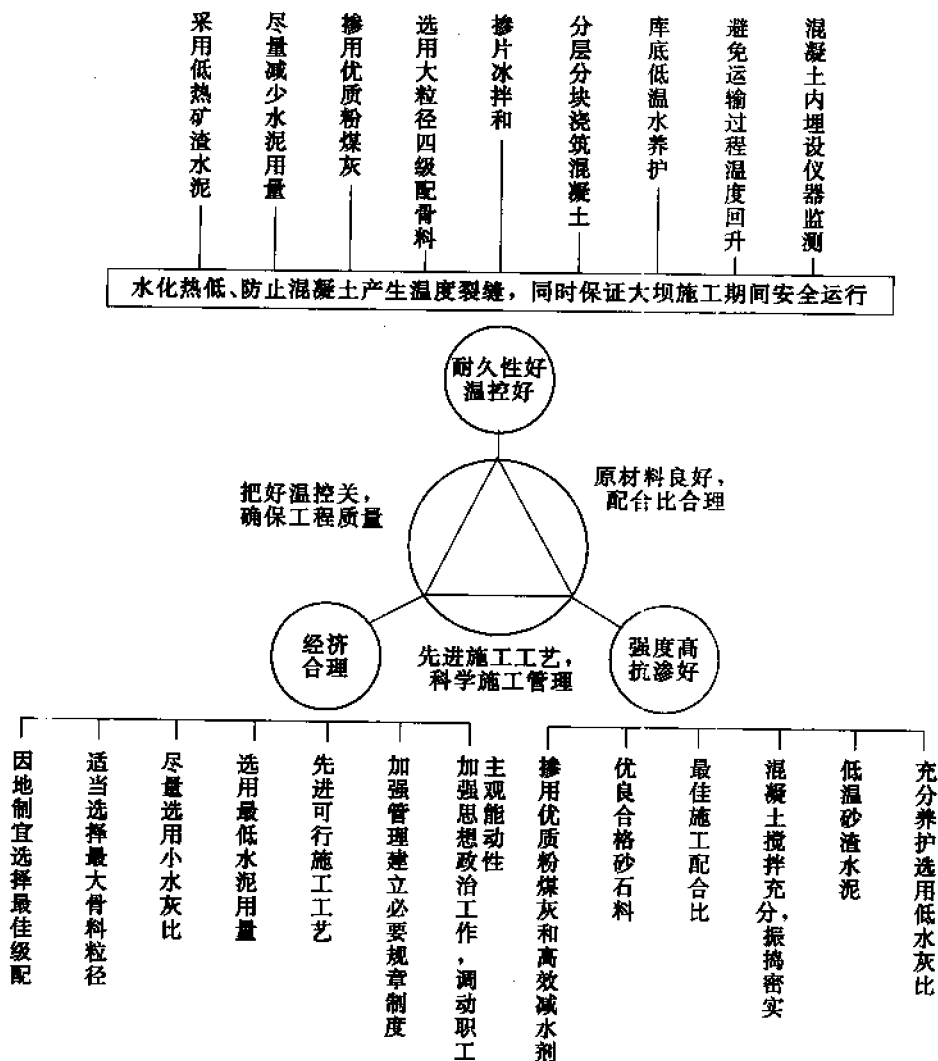 采用低热矿渣水泥
尽量减少水泥用量
掺用优质粉煤灰
选用大粒径四级配骨料
掺片冰拌和
分层分块浇筑混凝土
库底低温水养护
避免运输过程温度回升
混凝土内埋设仪器监测
水化热低、防止混凝土产生温度裂缝，同时保证大坝施工期间安全运行
耐久性好
温控好
把好温控关，
确保工程质量
原材料良好，
配合比合理
经济
合理
先进施工工艺，
科学施工管理
强度高
抗渗好
因地制宜选择最佳级配
适当选择最大骨料粒径
尽量选用小水灰比
选用最低水泥用量
先进可行施工工艺
加强管理建立必要规章制度
加强思想政治工作，调动职工
主观能动性
掺用优质粉煤灰和高效减水剂
优良合格砂石料
最佳施工配合比
混凝土搅拌充分，振捣密实
低温砂渣水泥
充分养护选用低水灰比